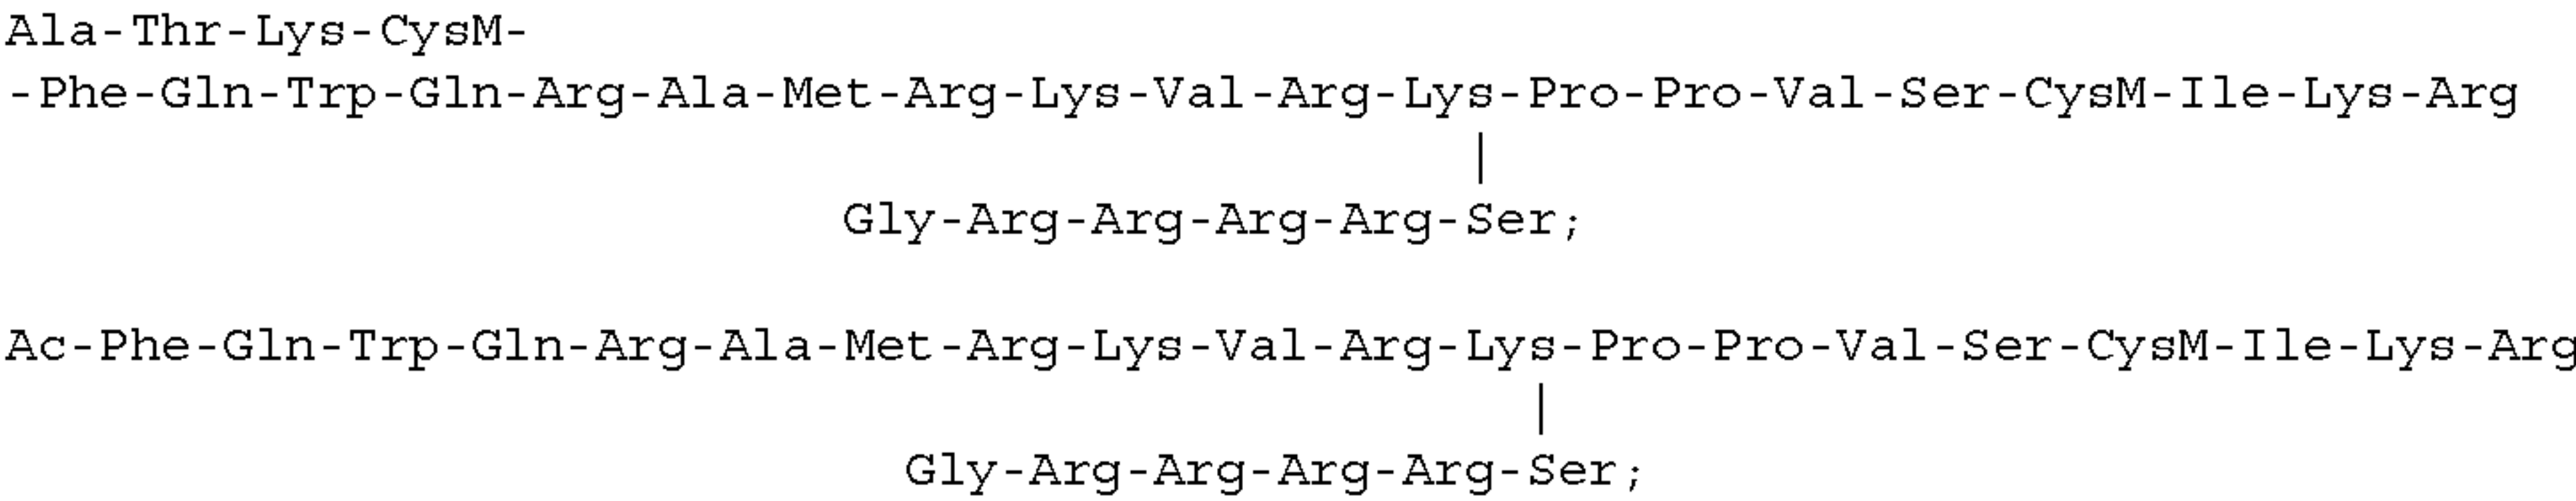 Ala-Thr-Lys-CysM-
-Phe-Gln-Trp-Gln-Arg-Ala-Met-Arg-Lys-Val-Arg-Lys-Pro-Pro-Val-Ser-CysM-Ile-Lys-Arg
|
Gly-Arg-Arg-Arg-Arg-Ser;
Ac-Phe-Gln-Trp-Gln-Arg-Ala-Met-Arg-Lys-Val-Arg-Lys-Pro-Pro-Val-Ser-CysM-Ile-Lys-Arg
|
Gly-Arg-Arg-Arg-Arg-Ser;